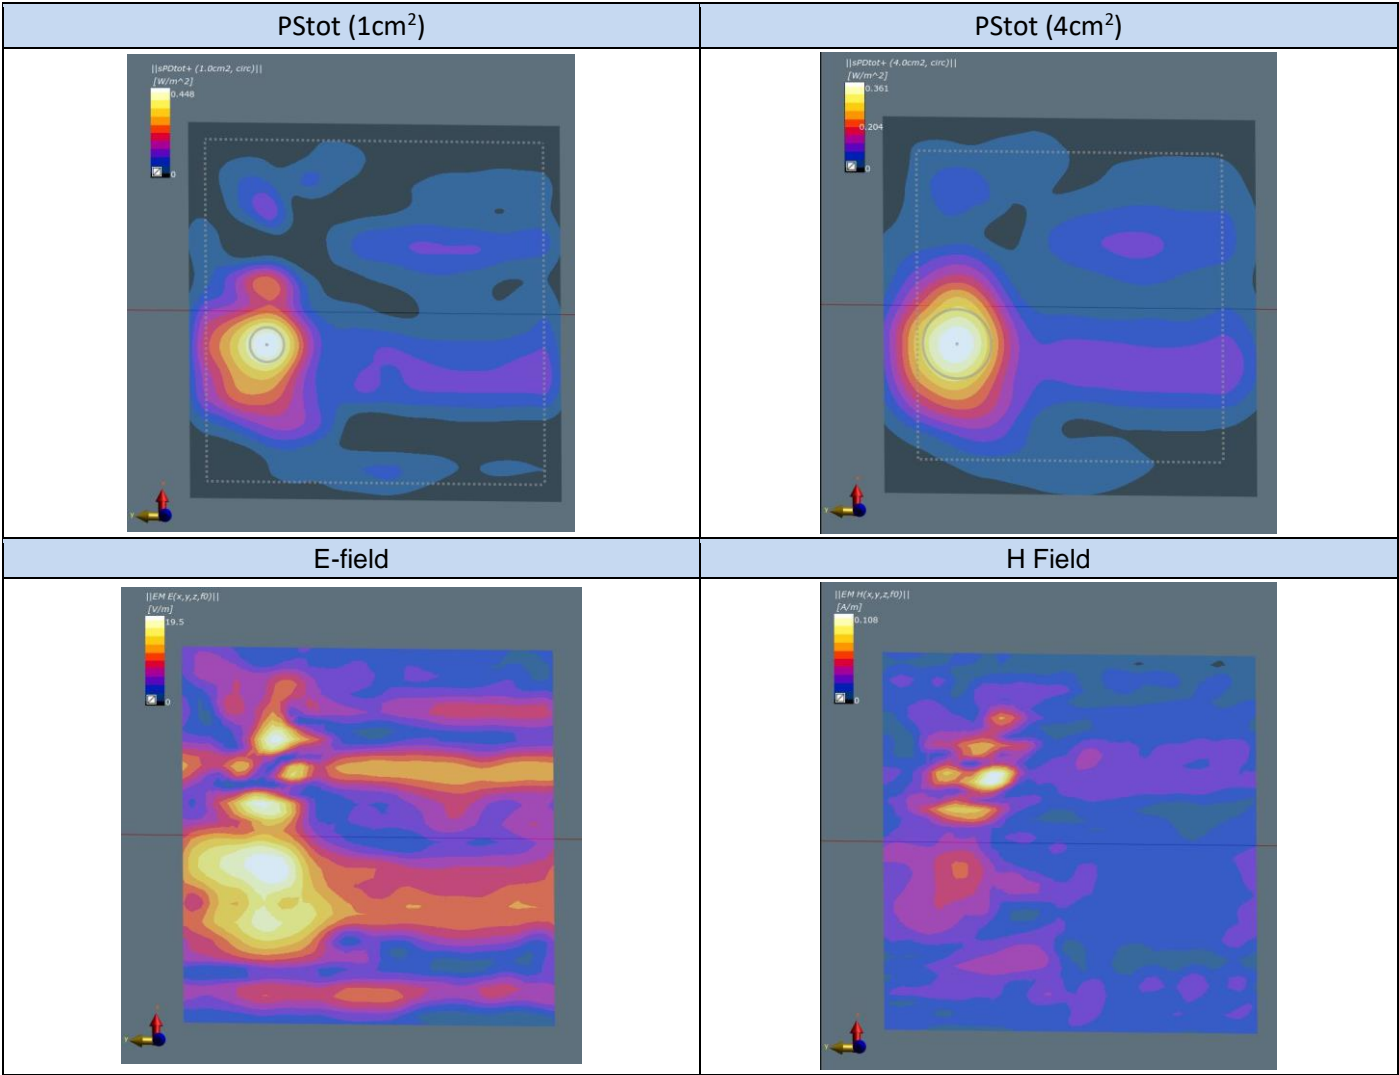 PStot (1cm²)
PStot (4cm²)
||sPDtot+ (1.0cm2, circ)||
[W/m^2]
0.448
0
||sPDtot+ (4.0cm2, circ)||
[W/m^2]
0.361
0.204
0
E-field
H Field
||EM E(x,y,z,f0)||
[V/m]
19.5
0
||EM H(x,y,z,f0)||
[A/m]
0.108
0